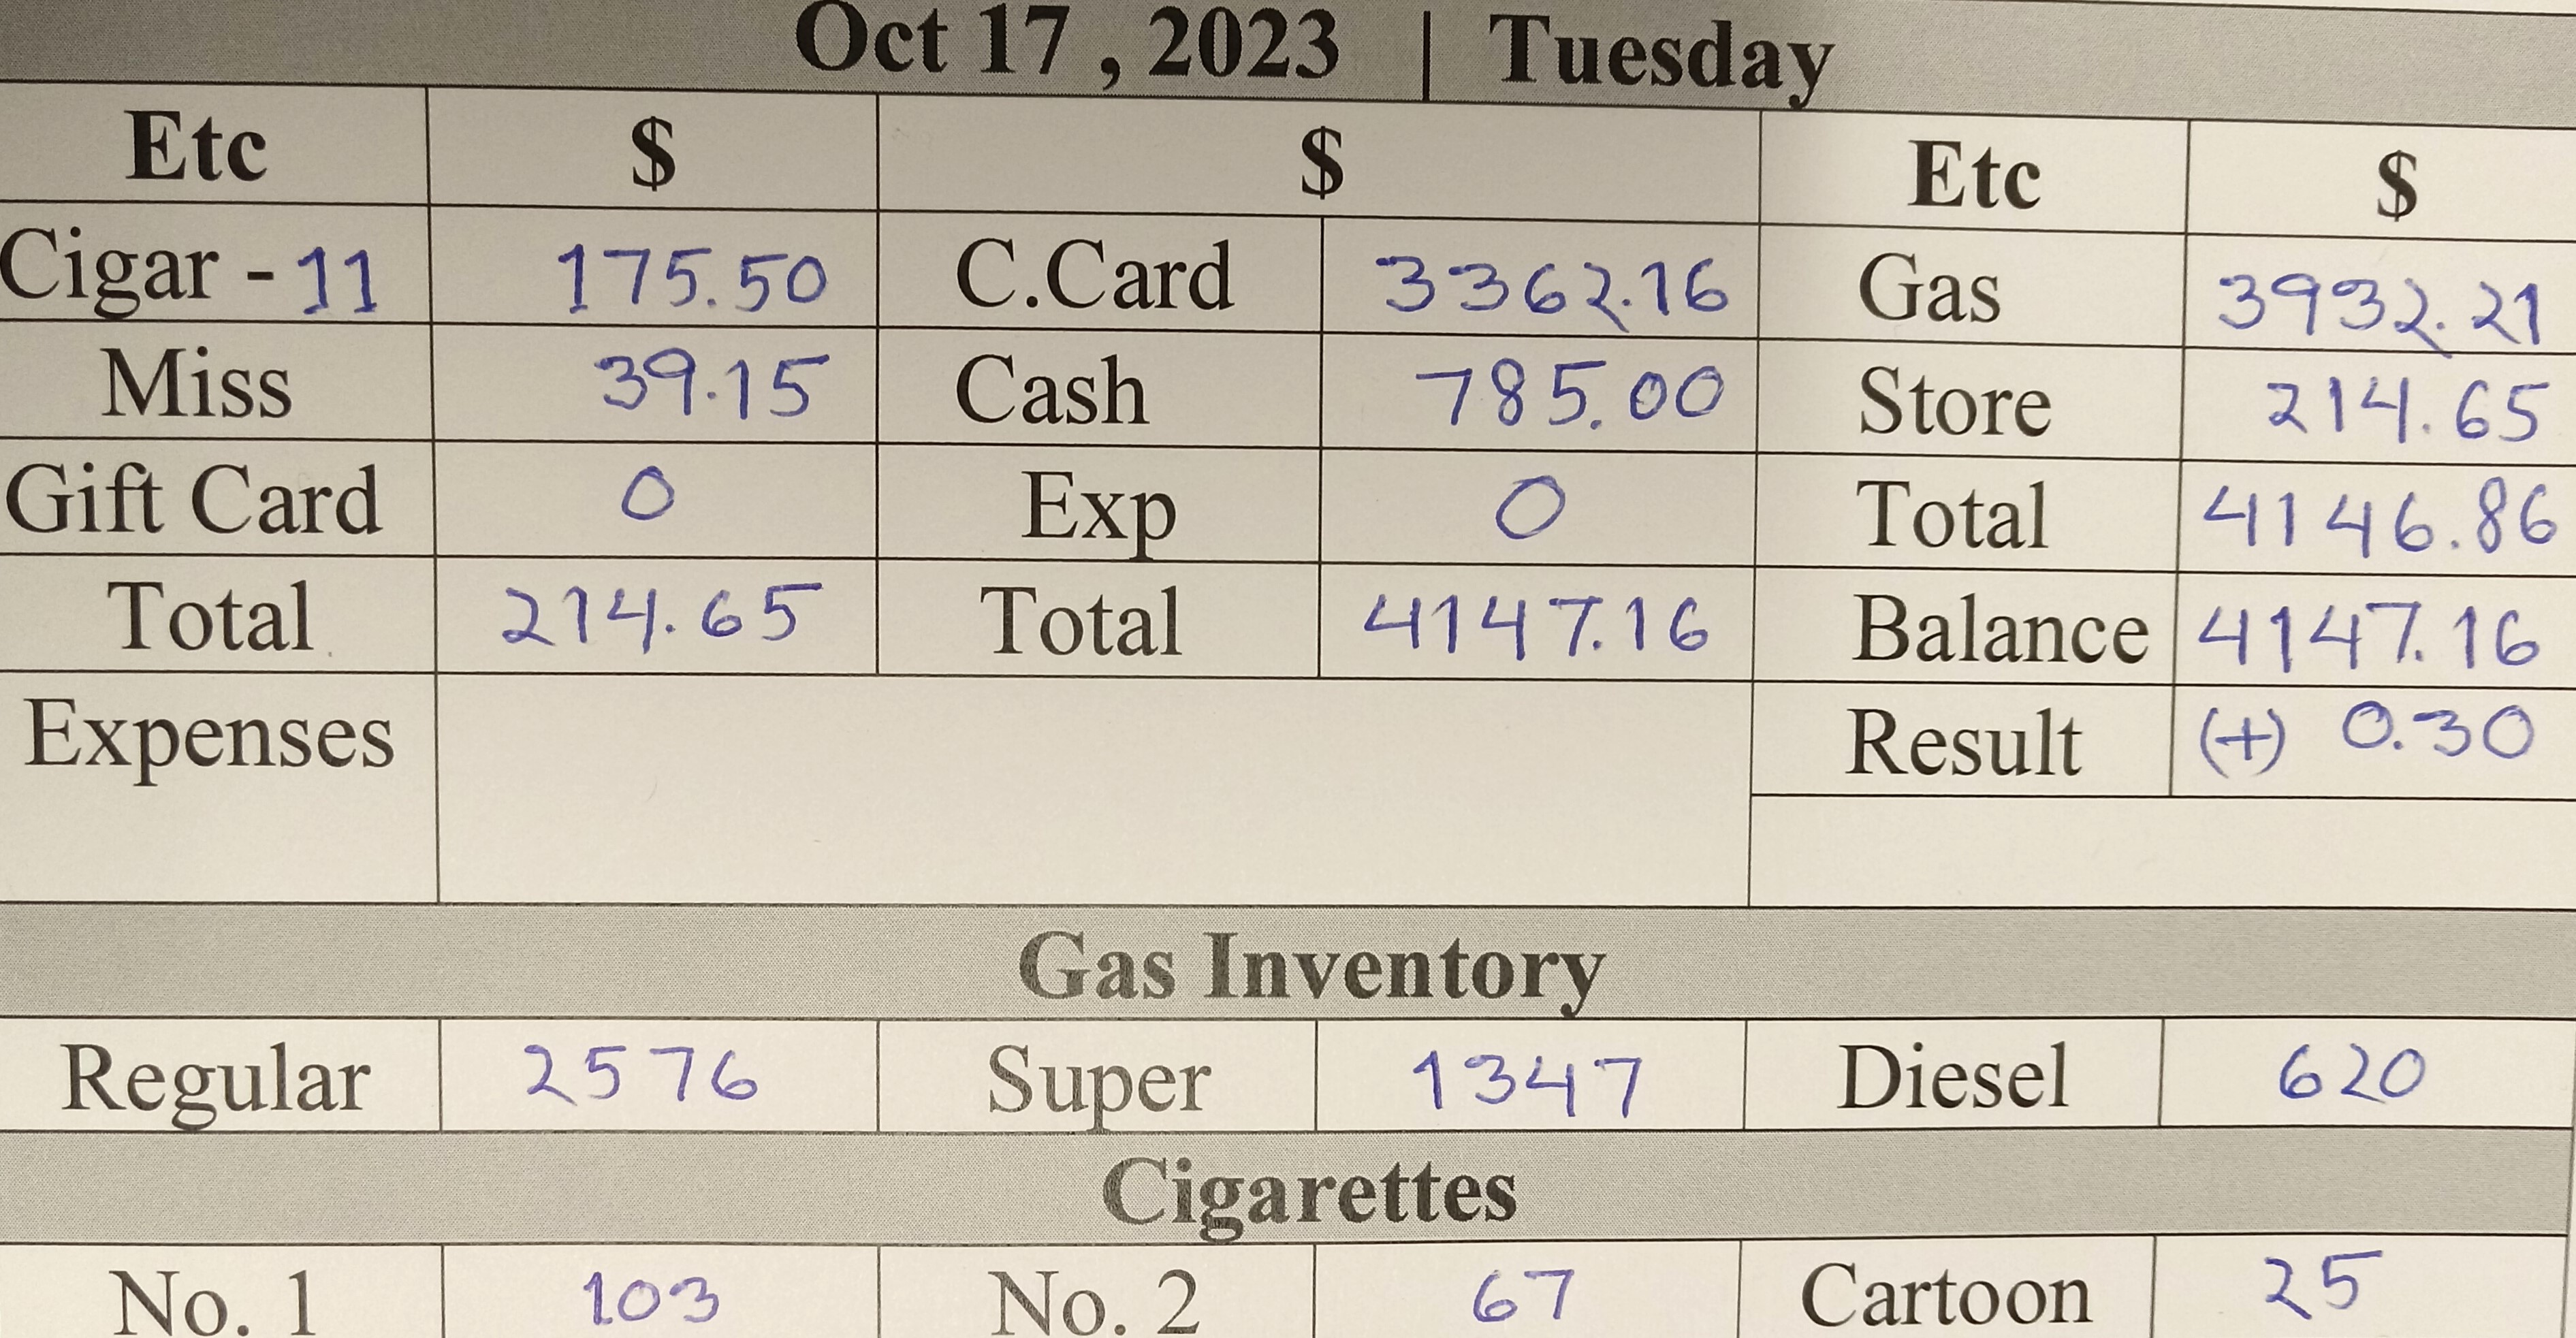 Oct 17 , 2023 | Tuesday
Etc $ $ Etc $
Cigar - 11 175.50 C.Card 3362.16 Gas 3932.21
Miss 39.15 Cash 785.00 Store 214.65
Gift Card 0 Exp 0 Total 4146.86
Total 214.65 Total 4147.16 Balance 4147.16
Expenses Result (+) 0.30
Gas Inventory
Regular 2576 Super 1347 Diesel 620
Cigarettes
No. 1 103 No. 2 67 Cartoon 25